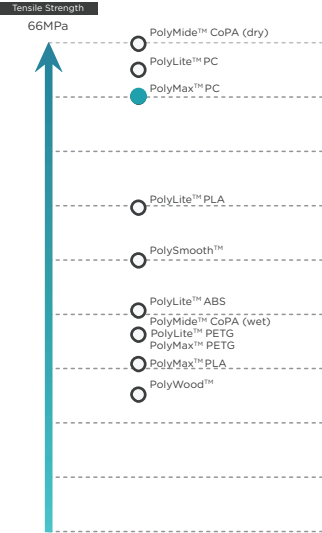 Tensile Strength
66MPa
PolyMide™ CoPA (dry)
PolyLite™ PC
PolyMax™ PC
PolyLite™ PLA
PolySmooth™
PolyLite™ ABS
PolyMide™ CoPA (wet)
PolyLite™ PETG
PolyMax™ PETG
PolyMax™ PLA
PolyWood™